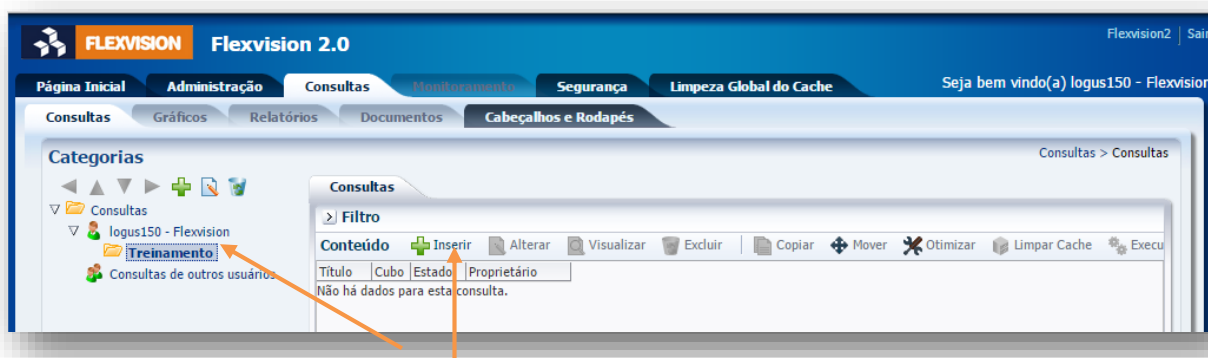 FLEXVISION Flexvision 2.0 Flexvision2 Sair
Página Inicial Administração Consultas Monitoramento Segurança Limpeza Global do Cache Seja bem vindo(a) logus150 - Flexvision
Consultas Gráficos Relatórios Documentos Cabeçalhos e Rodapés
Categorias Consultas > Consultas
Consultas
Consultas
Filtro
logus150 - Flexvision
Conteúdo Inserir Alterar Visualizar Excluir Copiar Mover Otimizar Limpar Cache Execu
Treinamento
Título Cubo Estado Proprietário
Consultas de outros usuários
Não há dados para esta consulta.